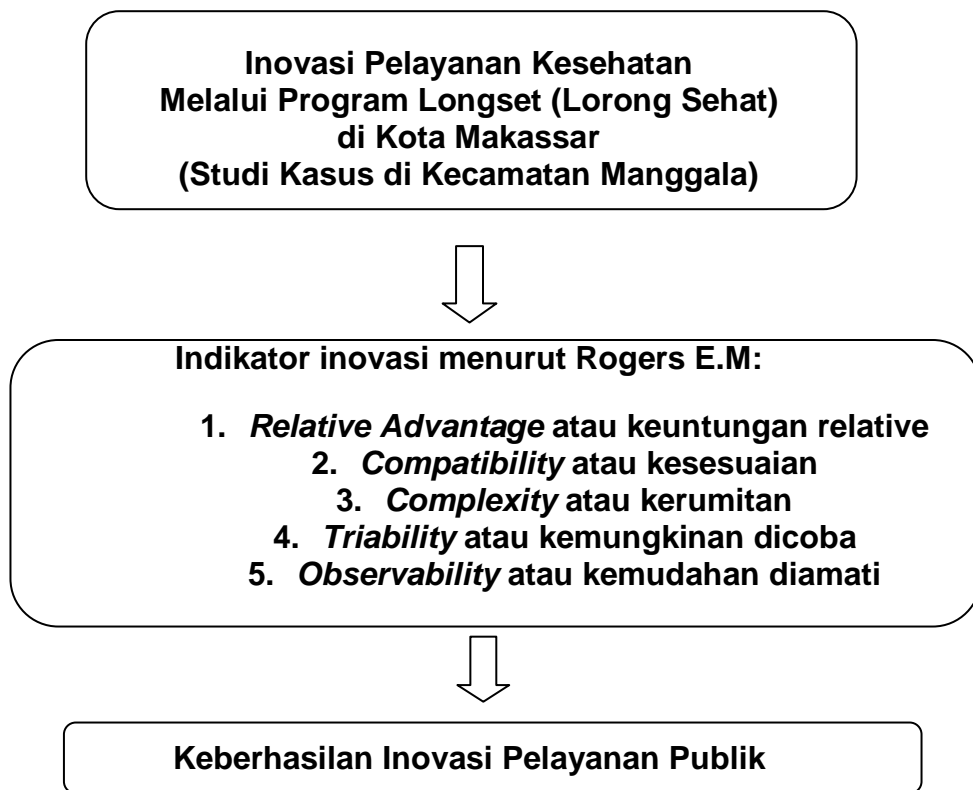 Inovasi Pelayanan Kesehatan
Melalui Program Longset (Lorong Sehat)
di Kota Makassar
(Studi Kasus di Kecamatan Manggala)
Indikator inovasi menurut Rogers E.M:
1. Relative Advantage atau keuntungan relative
2. Compatibility atau kesesuaian
3. Complexity atau kerumitan
4. Triability atau kemungkinan dicoba
5. Observability atau kemudahan diamati
Keberhasilan Inovasi Pelayanan Publik